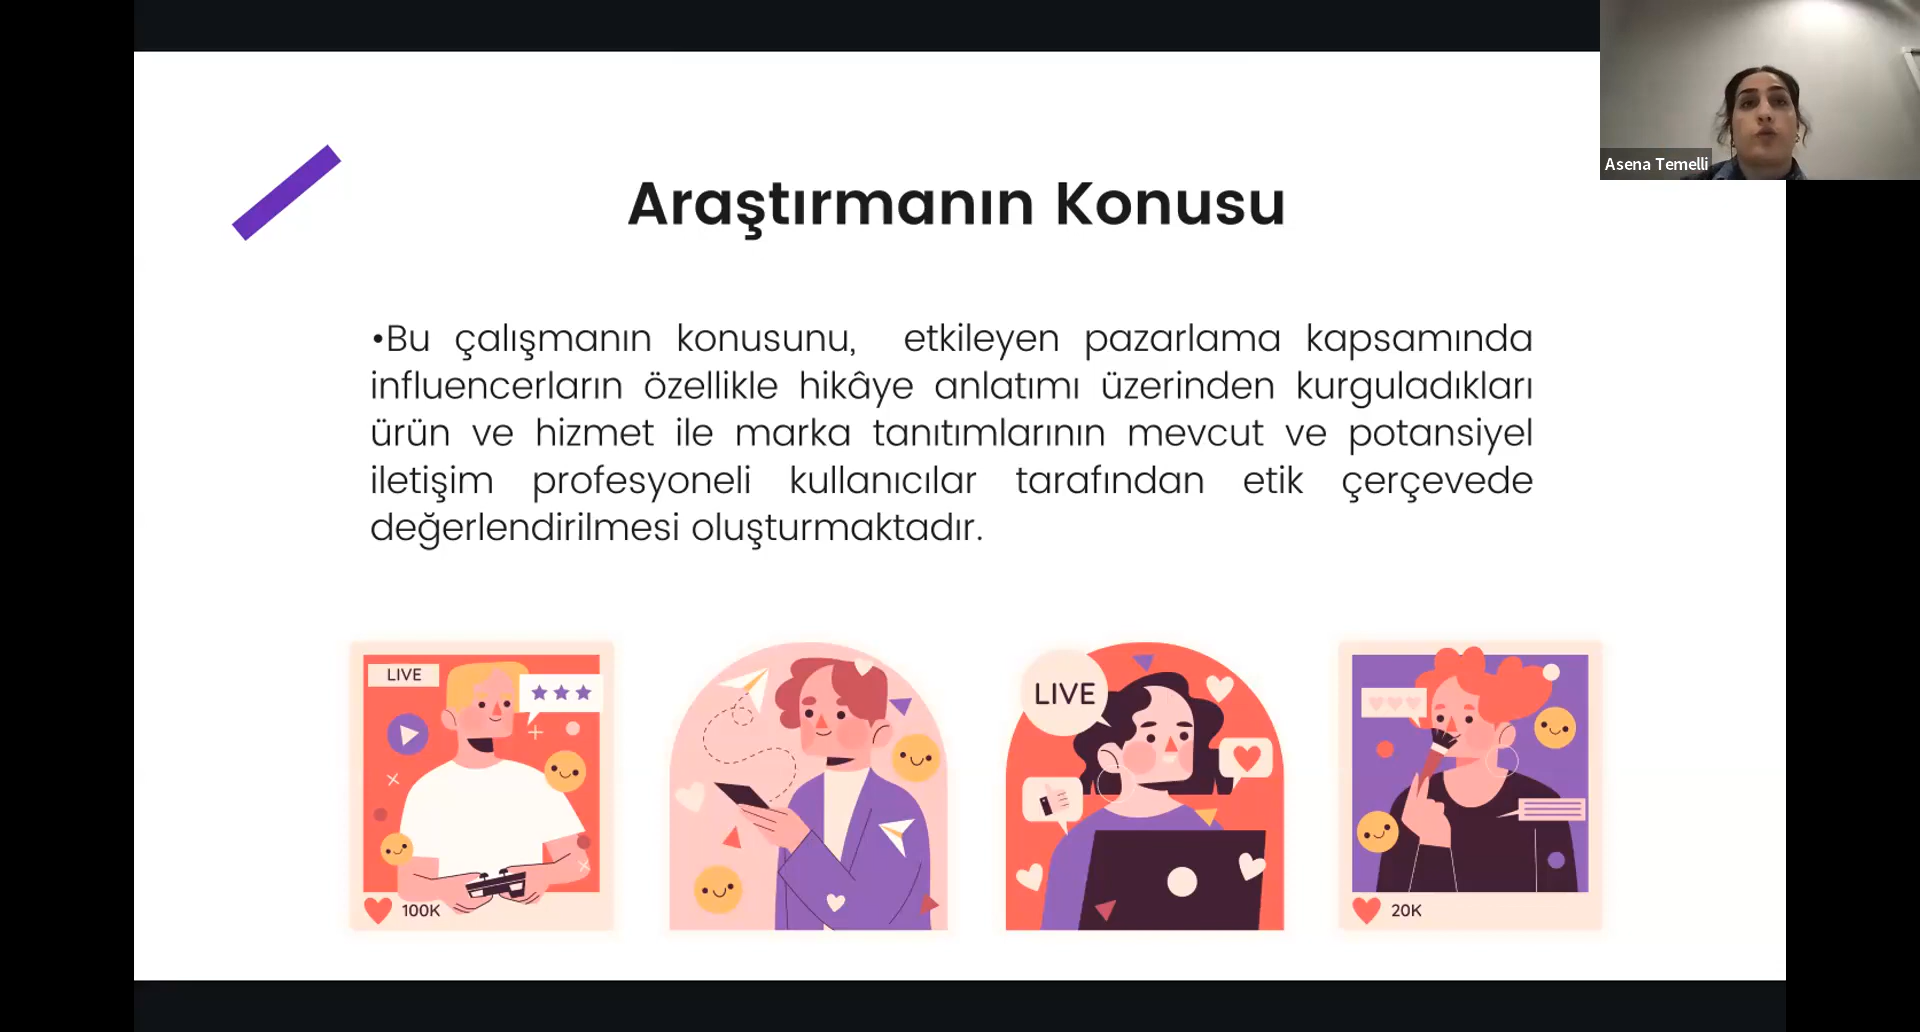 Asena Temelli
Araştırmanın Konusu
•Bu çalışmanın konusunu, etkileyen pazarlama kapsamında
influencerların özellikle hikâye anlatımı üzerinden kurguladıkları
ürün ve hizmet ile marka tanıtımlarının mevcut ve potansiyel
iletişim profesyoneli kullanıcılar tarafından etik çerçevede
değerlendirilmesi oluşturmaktadır.
LIVE
100K
LIVE
20K